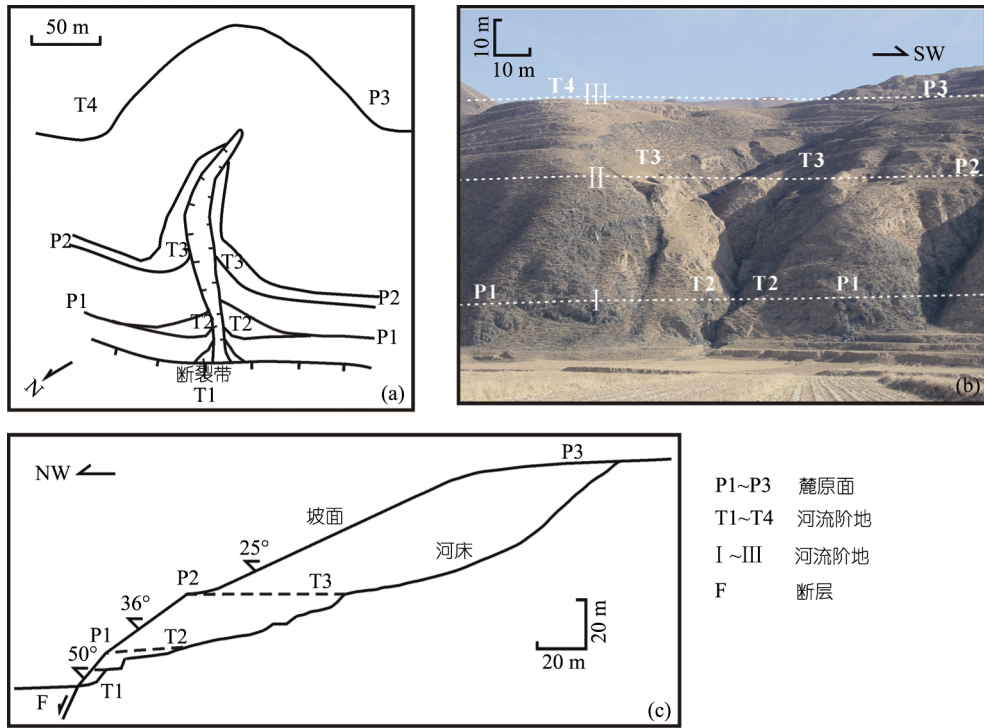 50 m
T4
P3
P2
T3
T3
P2
P1
T2
T2
P1
断裂带
T1
N
(a)
10 m
10 m
SW
T4
III
P3
T3
T3
II
P2
P1
T2
T2
P1
I
(b)
NW
P3
坡面
河床
25°
P2
T3
36°
P1
T2
50°
T1
F
20 m
20 m
(c)
P1~P3 麓原面
T1~T4 河流阶地
I~III 河流阶地
F 断层